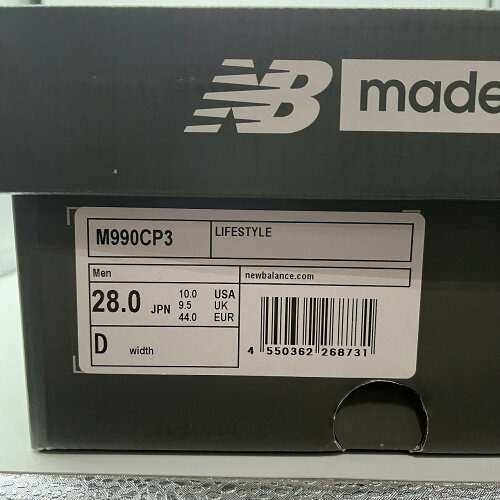 NB made
M990CP3
LIFESTYLE
Men
newbalance.com
28.0 JPN
10.0 USA
9.5 UK
44.0 EUR
D width
4 550362 268731